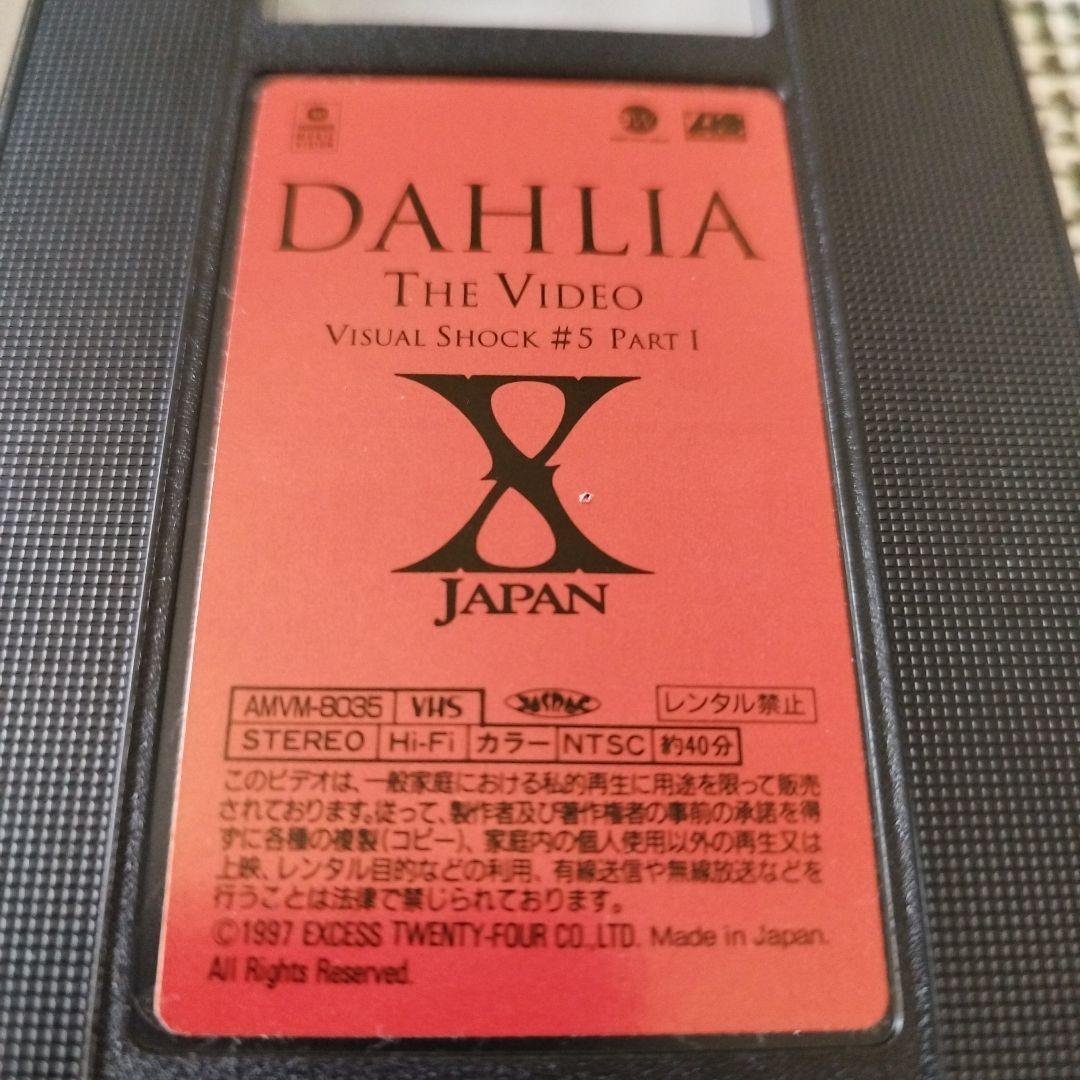 MUSIC
VISION
DAHLIA
THE VIDEO
VISUAL SHOCK #5 PART I
X
JAPAN
AMVM-8035 VHS JASRAC レンタル禁止
STEREO Hi-Fi カラー NTSC 約40分
このビデオは、一般家庭における私的再生に用途を限って販売
されております。従って、製作者及び著作権者の事前の承諾を得
ずに各種の複製(コピー)、家庭内の個人使用以外の再生又は
上映、レンタル目的などの利用、有線送信や無線放送などを
行うことは法律で禁じられております。
©1997 EXCESS TWENTY-FOUR CO.,LTD. Made in Japan.
All Rights Reserved.